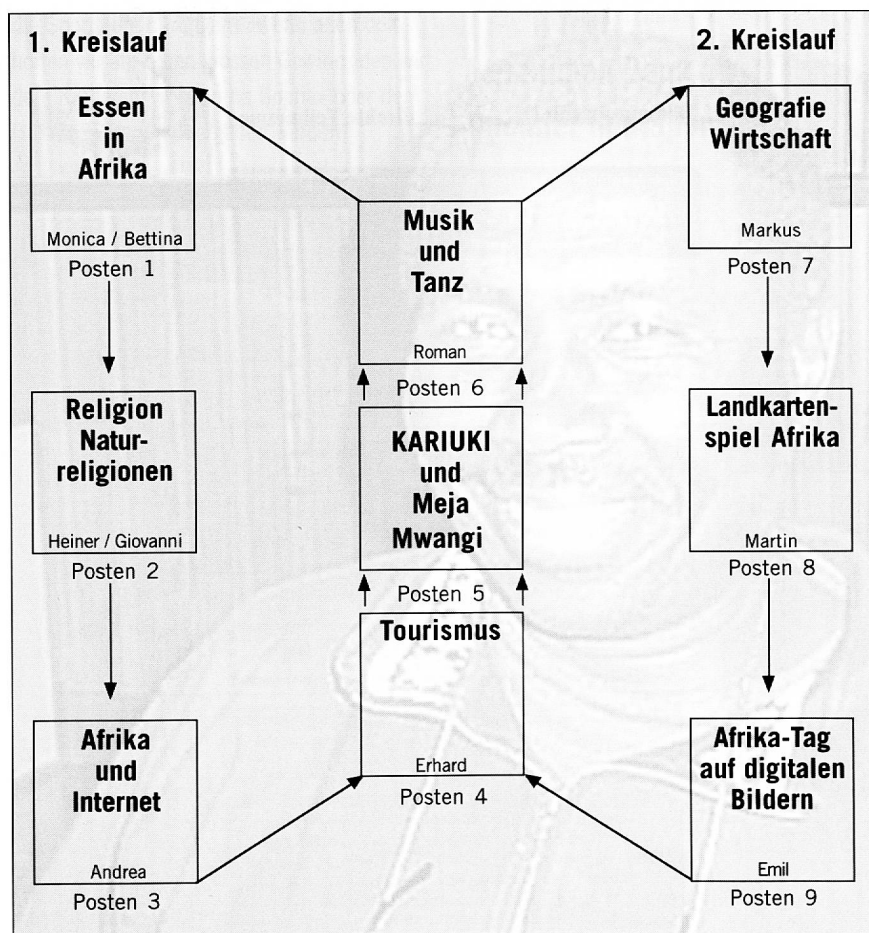 1. Kreislauf
2. Kreislauf
Essen
in
Afrika
Monica / Bettina
Posten 1
Religion
Natur-
religionen
Heiner / Giovanni
Posten 2
Afrika
und
Internet
Andrea
Posten 3
Musik
und
Tanz
Roman
Posten 6
KARIUKI
und
Meja
Mwangi
Posten 5
Tourismus
Erhard
Posten 4
Geografie
Wirtschaft
Markus
Posten 7
Landkarten-
spiel Afrika
Martin
Posten 8
Afrika-Tag
auf digitalen
Bildern
Emil
Posten 9